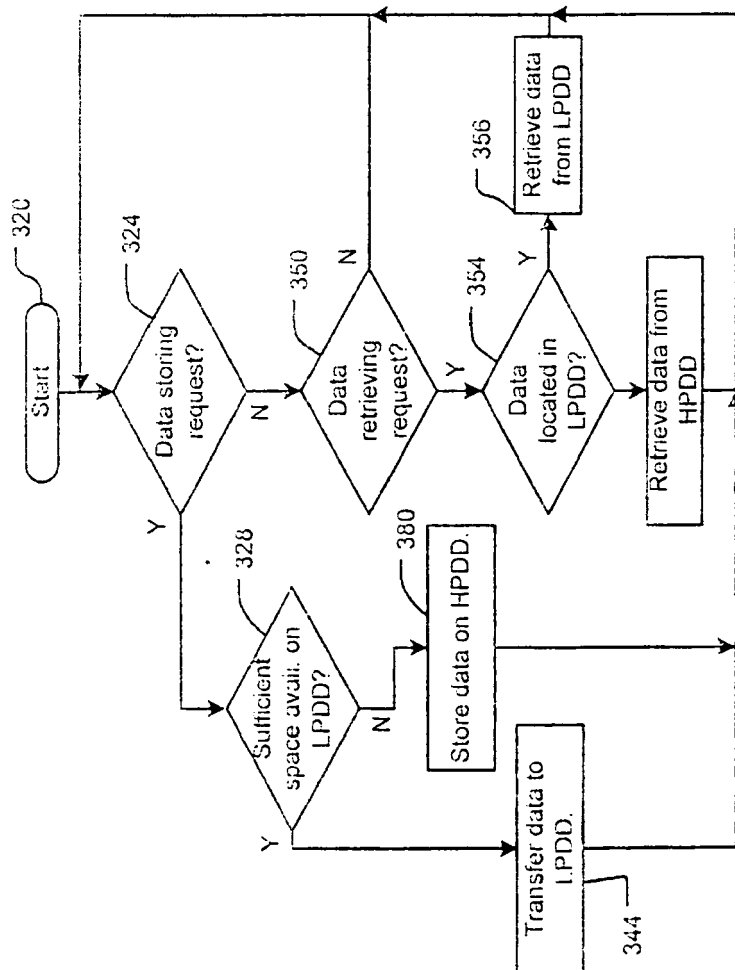 Start
320
Data storing
request?
324
Y
N
Sufficient
space avail. on
LPDD?
328
Y
N
Transfer data to
LPDD.
344
Store data on HPDD.
380
Data
retrieving
request?
350
N
Y
Data
located in
LPDD?
354
Y
Retrieve data
from LPDD
356
Retrieve data from
HPDD